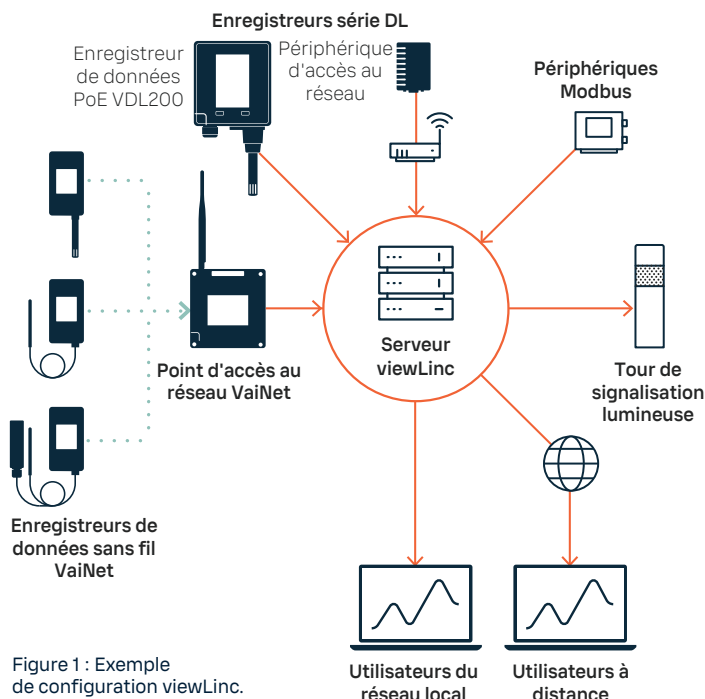 Enregistreurs série DL
Enregistreur
de données
PoE VDL200
Périphérique
d'accès au
réseau
Périphériques
Modbus
Point d'accès au
réseau VaiNet
Serveur
viewLinc
Tour de
signalisation
lumineuse
Enregistreurs de
données sans fil
VaiNet
Figure 1 : Exemple
de configuration viewLinc.
Utilisateurs du
réseau local
Utilisateurs à
distance